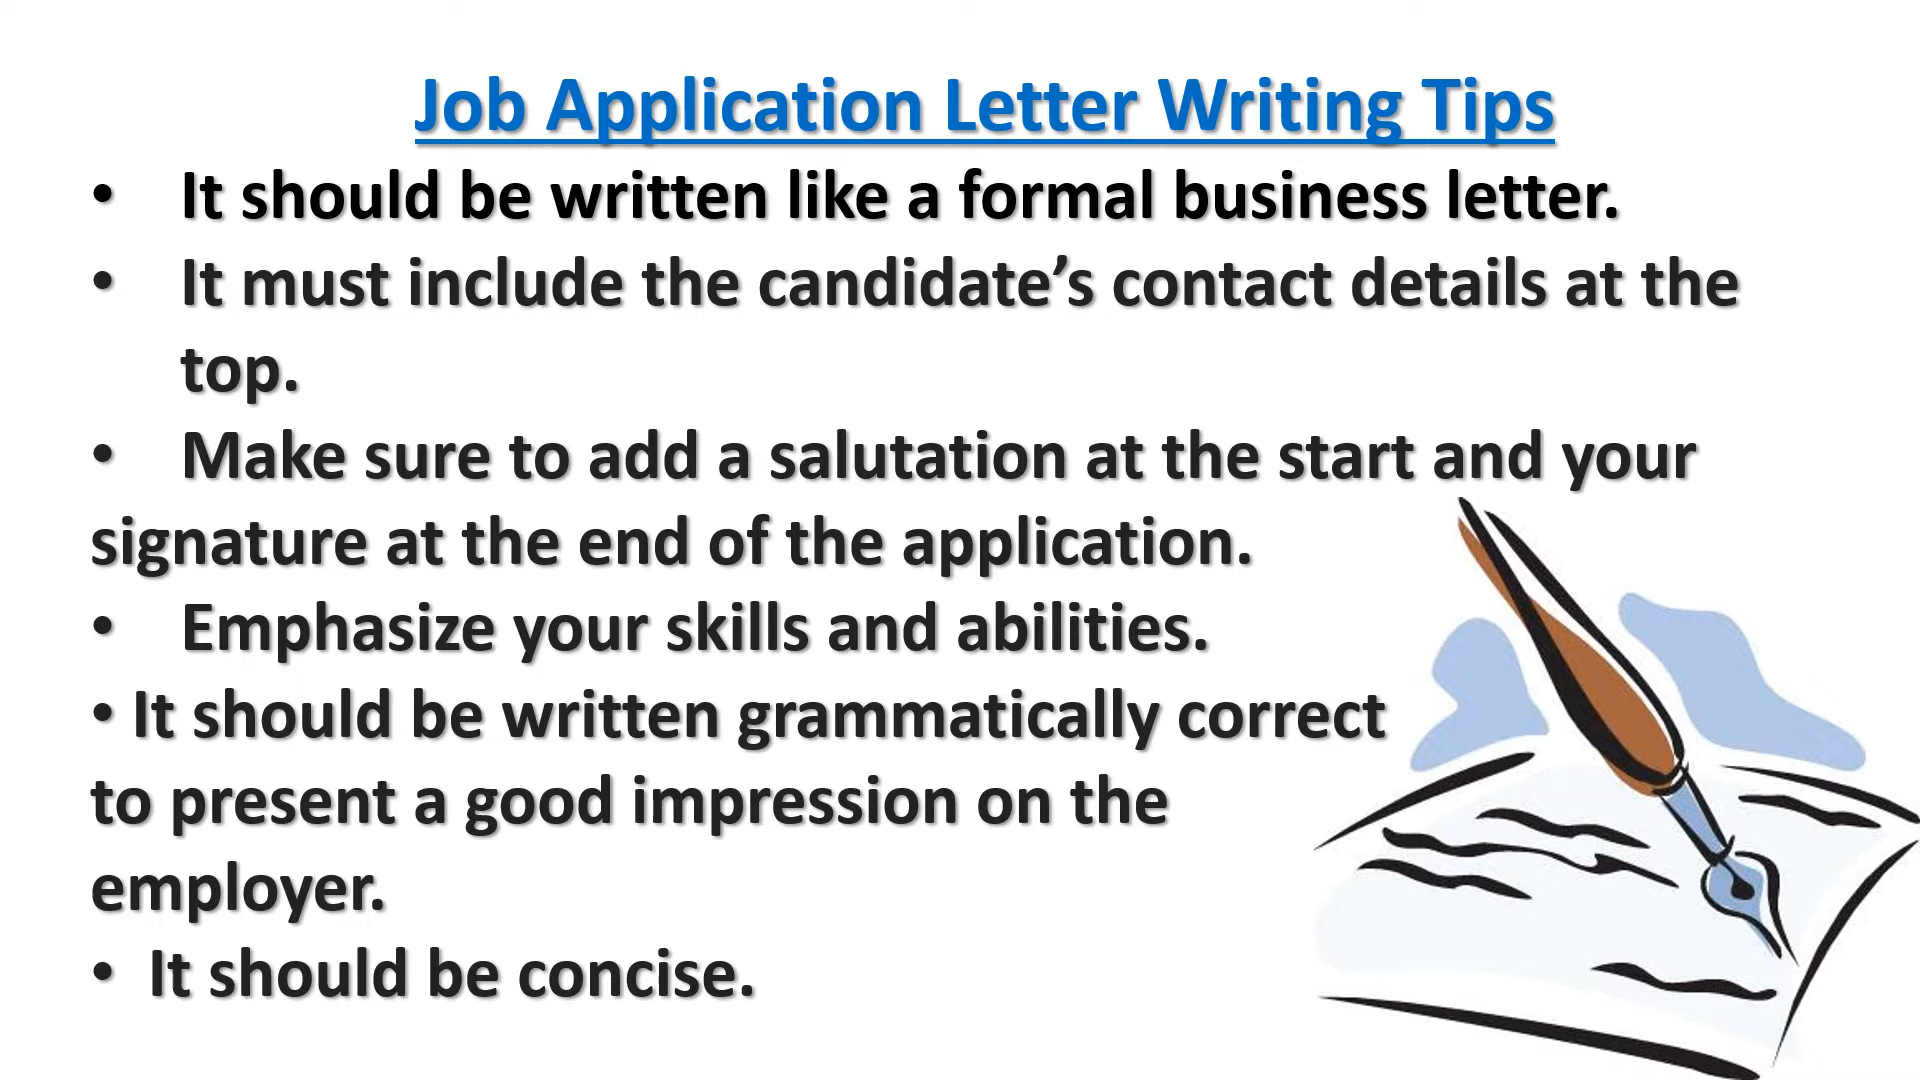 Job Application Letter Writing Tips
• It should be written like a formal business letter.
• It must include the candidate’s contact details at the
top.
• Make sure to add a salutation at the start and your
signature at the end of the application.
• Emphasize your skills and abilities.
• It should be written grammatically correct
to present a good impression on the
employer.
• It should be concise.